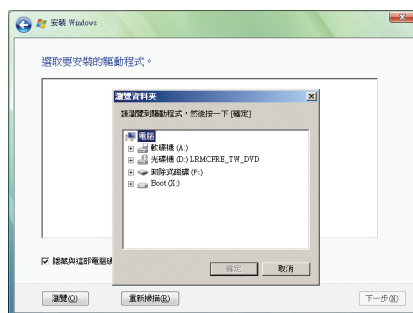 安裝 Windows
選取要安裝的驅動程式。
瀏覽資料夾
請瀏覽到驅動程式,然後按一下 [確定]
電腦
軟碟機 (A:)
光碟機 (D:) LRMCFRE_TW_DVD
卸除式磁碟 (F:)
Boot (X:)
隱藏與這部電腦硬
確定
取消
瀏覽(O)
重新掃描(R)
下一步(N)